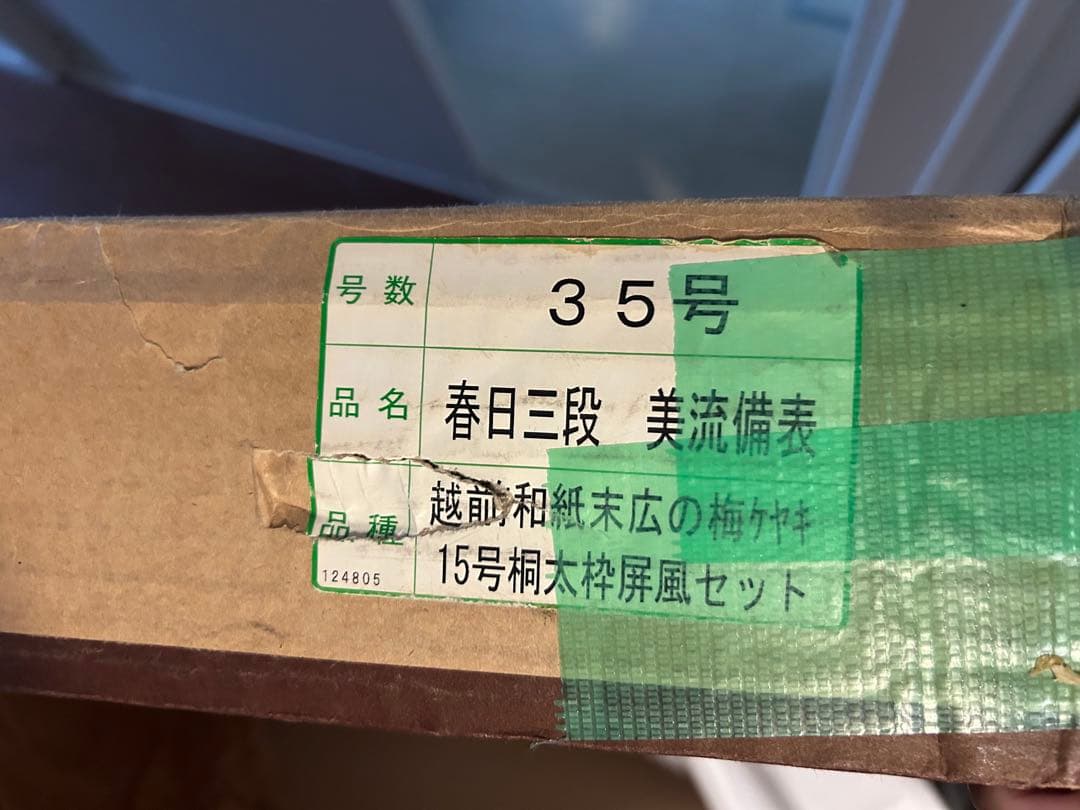 号数 35号
品名 春日三段 美流備表
品種 越前和紙末広の梅ケヤキ
15号桐太枠屏風セット
124805